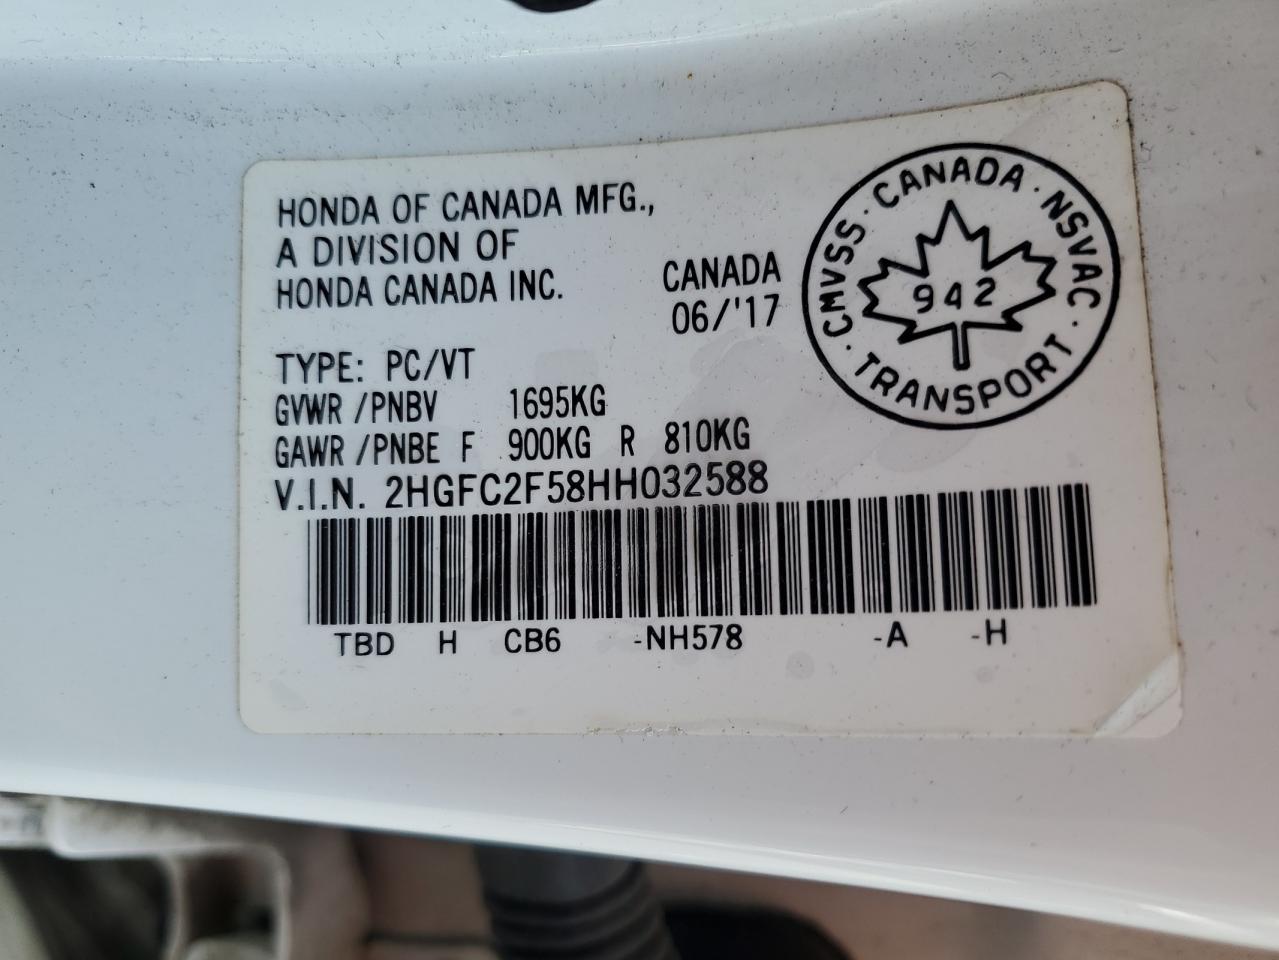 HONDA OF CANADA MFG.,
A DIVISION OF
HONDA CANADA INC.
CANADA
06/'17
CMVSS · CANADA · NSVAC ·
942
· TRANSPORT ·
TYPE: PC/VT
GVWR /PNBV 1695KG
GAWR /PNBE F 900KG R 810KG
V.I.N. 2HGFC2F58HH032588
TBD H CB6 -NH578 -A -H